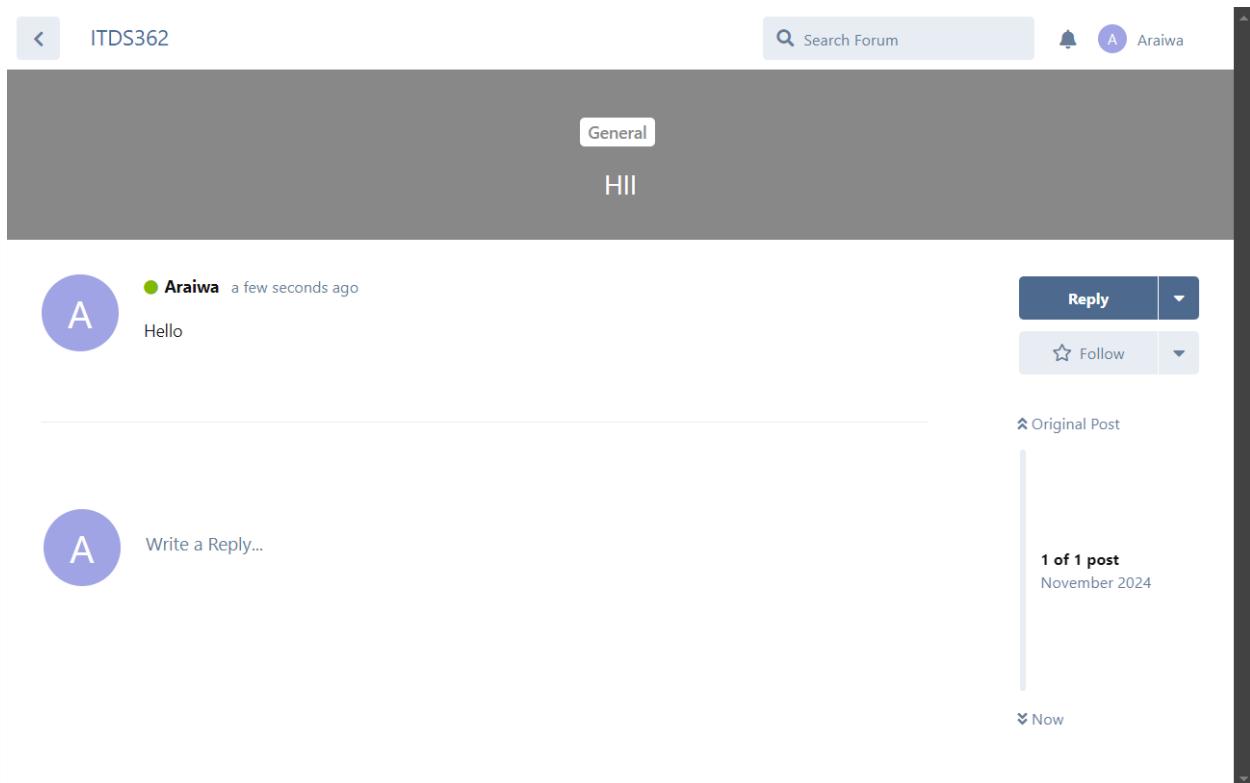 ITDS362
Search Forum
A
Araiwa
General
HII
A
Araiwa a few seconds ago
Hello
Reply
Follow
Original Post
1 of 1 post
November 2024
Now
A
Write a Reply...